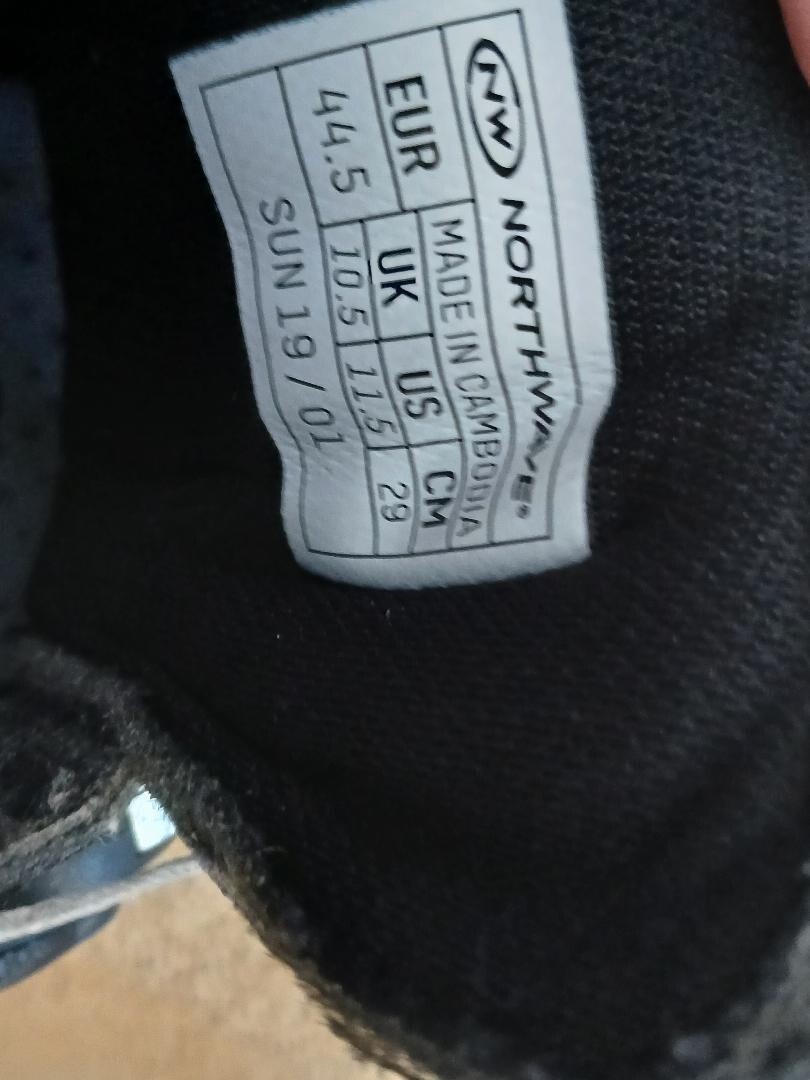 NW NORTHWAVE®
MADE IN CAMBODIA
EUR UK US CM
44.5 10.5 11.5 29
SUN 19 / 01